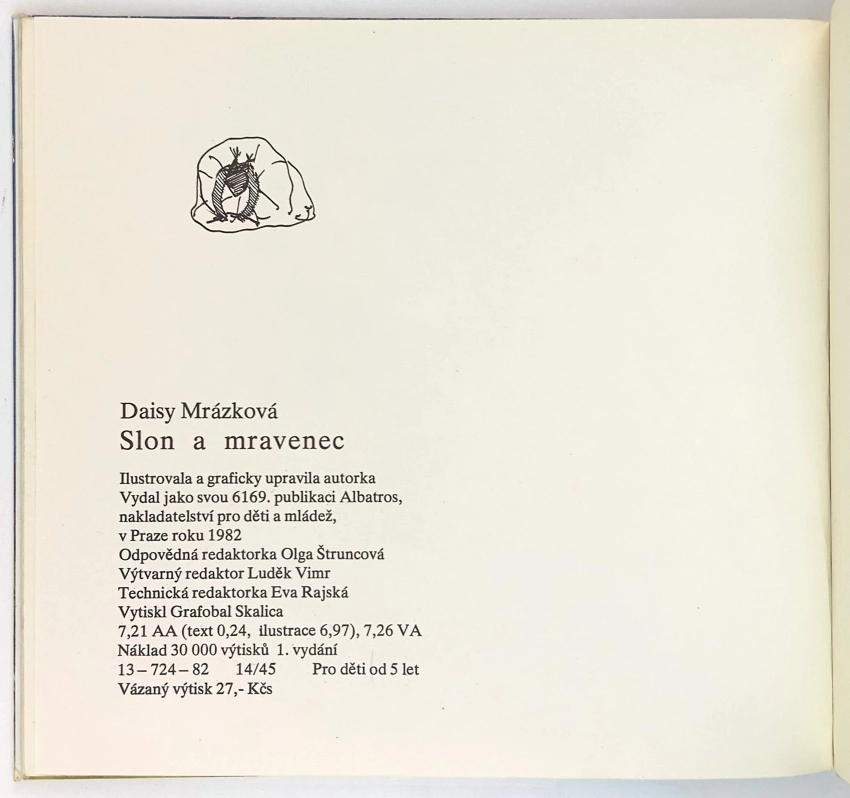 Daisy Mrázková
Slon a mravenec
Ilustrovala a graficky upravila autorka
Vydal jako svou 6169. publikaci Albatros,
nakladatelství pro děti a mládež,
v Praze roku 1982
Odpovědná redaktorka Olga Štruncová
Výtvarný redaktor Luděk Vimr
Technická redaktorka Eva Rajská
Vytiskl Grafobal Skalica
7,21 AA (text 0,24, ilustrace 6,97), 7,26 VA
Náklad 30 000 výtisků 1. vydání
13 – 724 – 82 14/45 Pro děti od 5 let
Vázaný výtisk 27,- Kčs